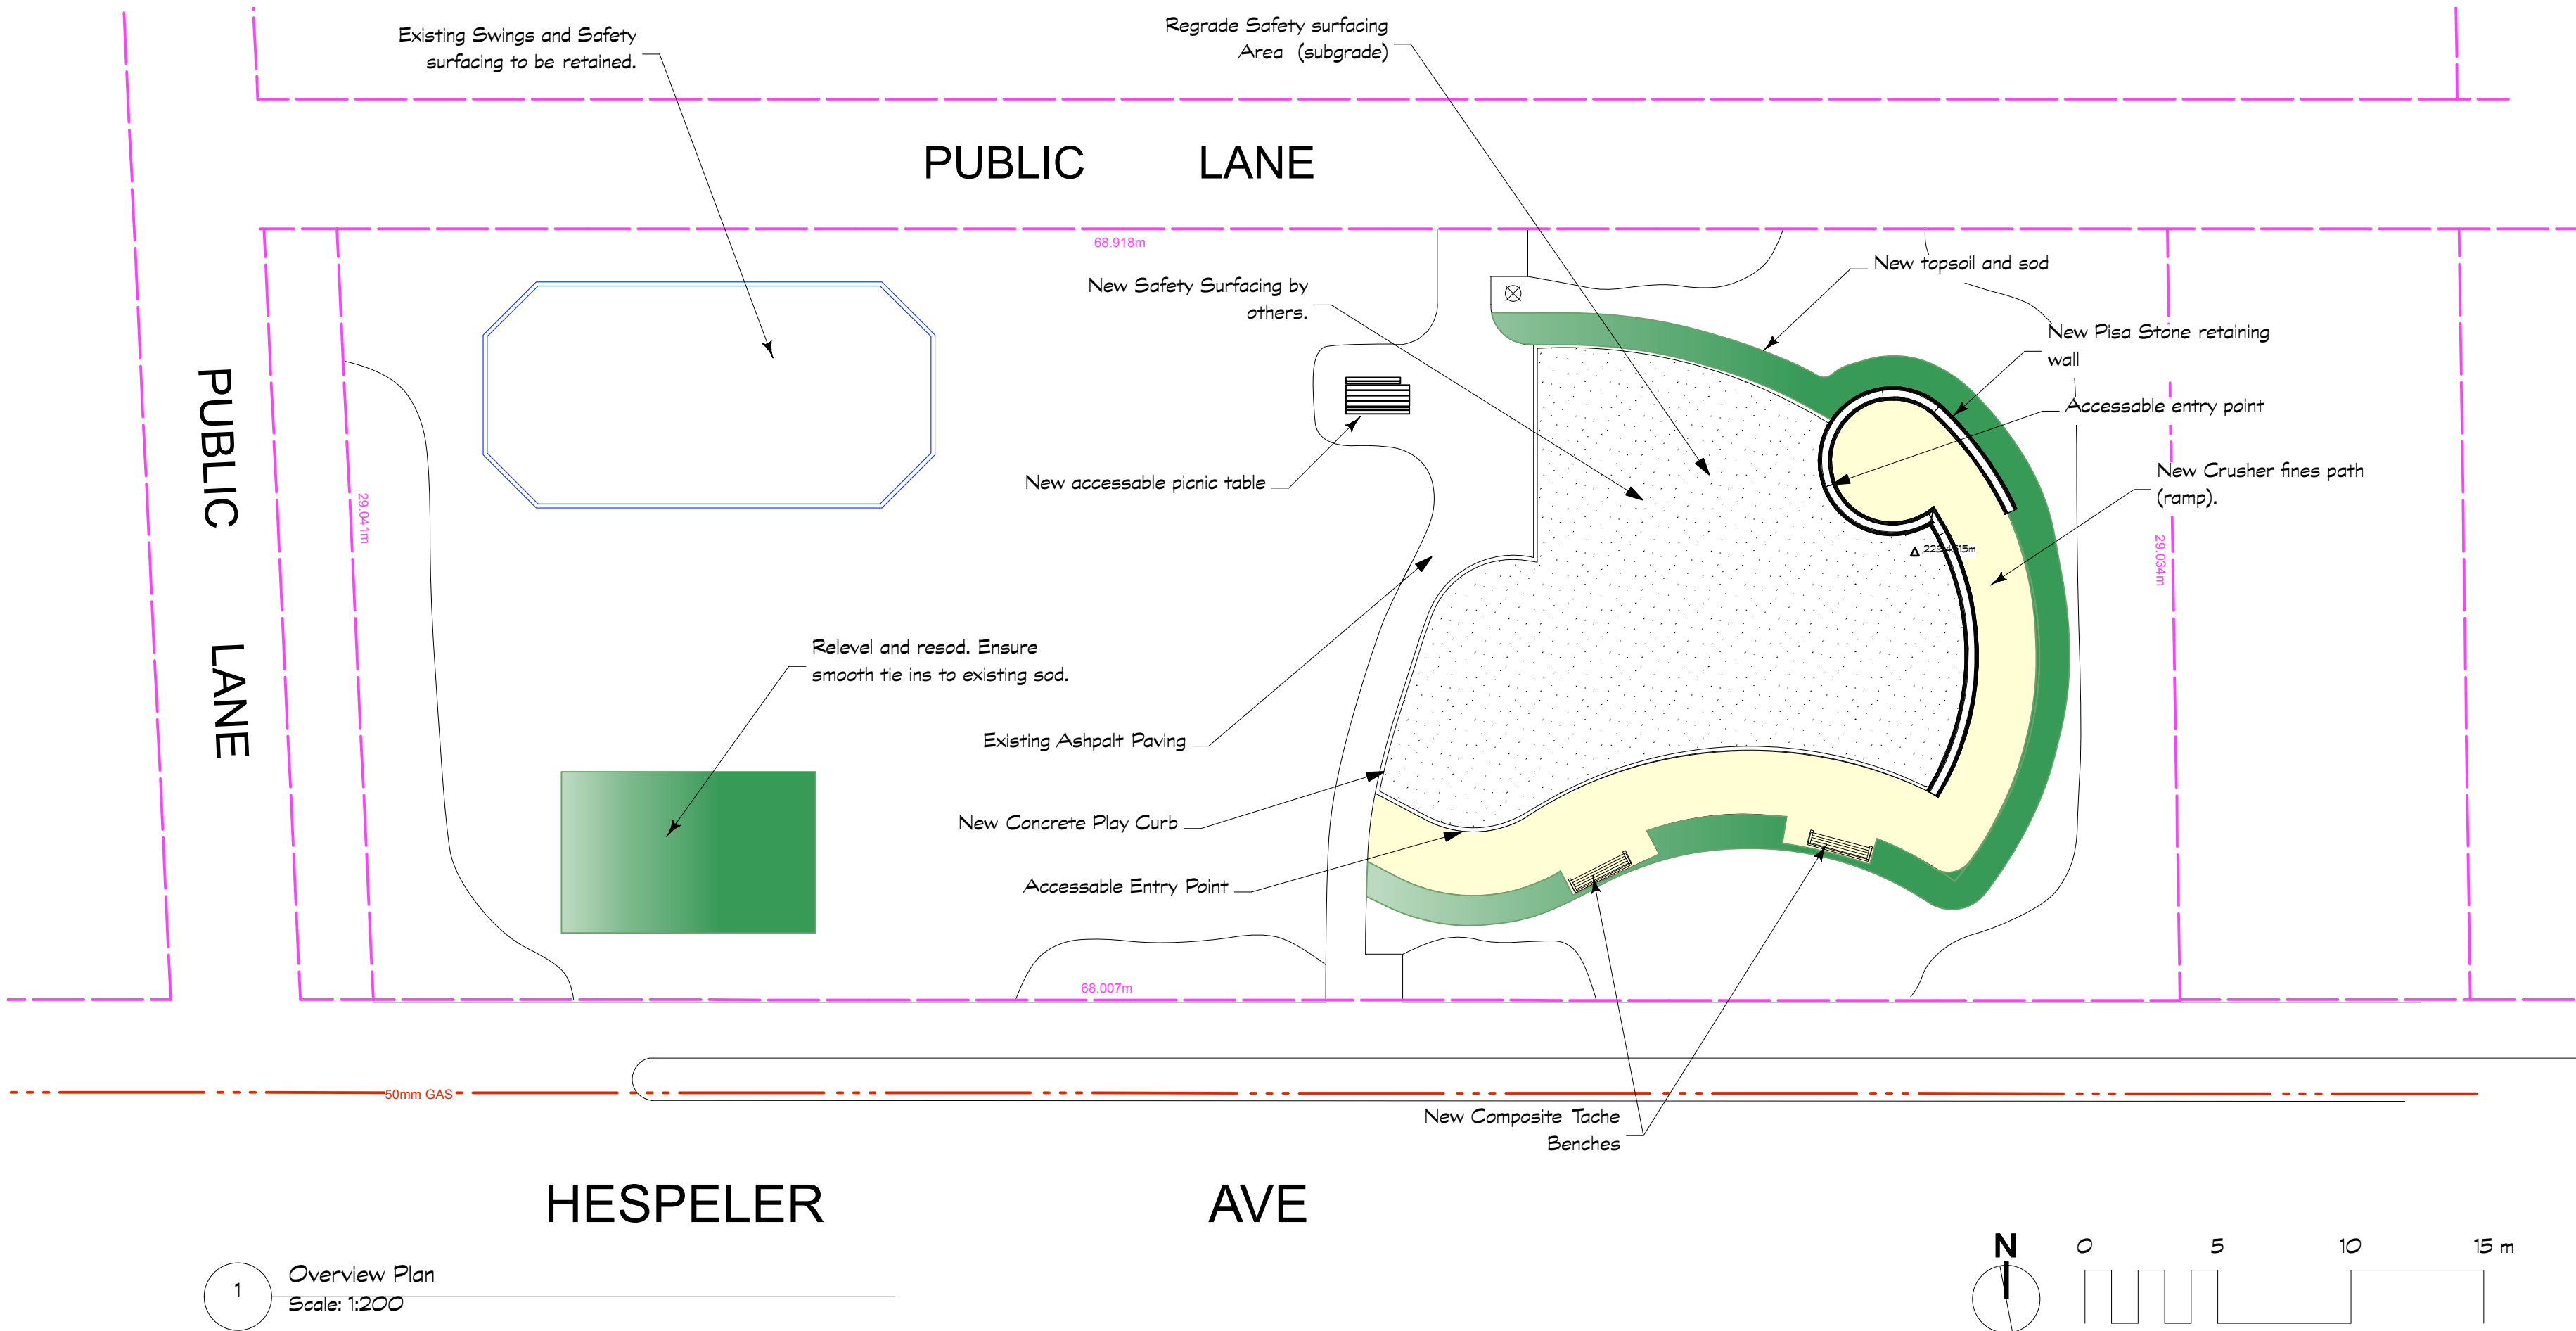 Existing Swings and Safety
surfacing to be retained.
Regrade Safety surfacing
Area (subgrade)
PUBLIC LANE
68.918m
New Safety Surfacing by
others.
New topsoil and sod
New Pisa Stone retaining
wall
Accessable entry point
New Crusher fines path
(ramp).
New accessable picnic table
PUBLIC LANE
29.041m
29.034m
Relevel and resod. Ensure
smooth tie ins to existing sod.
Existing Ashpalt Paving
New Concrete Play Curb
Accessable Entry Point
68.007m
50mm GAS
New Composite Tache
Benches
HESPELER AVE
1
Overview Plan
Scale: 1:200
N
0 5 10 15 m